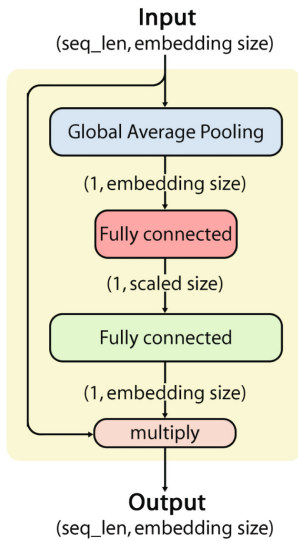 Input
(seq_len, embedding size)
Global Average Pooling
(1, embedding size)
Fully connected
(1, scaled size)
Fully connected
(1, embedding size)
multiply
Output
(seq_len, embedding size)